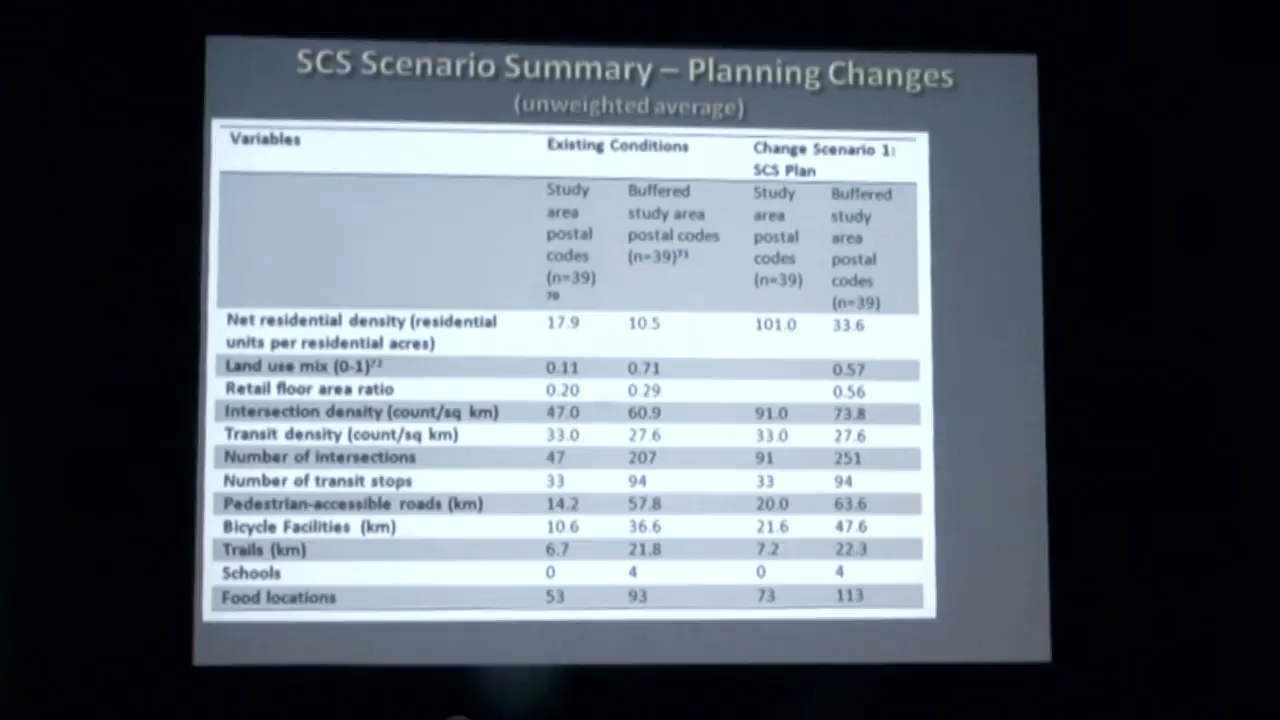 SCS Scenario Summary – Planning Changes
(unweighted average)
Variables Existing Conditions Change Scenario 1: SCS Plan
Study area postal codes (n=39) 70 Buffered study area postal codes (n=39)71 Study area postal codes (n=39) Buffered study area postal codes (n=39)
Net residential density (residential units per residential acres) 17.9 10.5 101.0 33.6
Land use mix (0-1) 0.11 0.71 0.57
Retail floor area ratio 0.20 0.29 0.56
Intersection density (count/sq km) 47.0 60.9 91.0 73.8
Transit density (count/sq km) 33.0 27.6 33.0 27.6
Number of intersections 47 207 91 251
Number of transit stops 33 94 33 94
Pedestrian-accessible roads (km) 14.2 57.8 20.0 63.6
Bicycle Facilities (km) 10.6 36.6 21.6 47.6
Trails (km) 6.7 21.8 7.2 22.3
Schools 0 4 0 4
Food locations 53 93 73 113